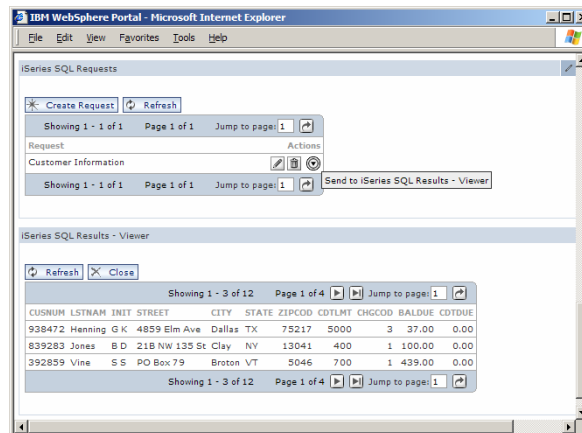 IBM WebSphere Portal - Microsoft Internet Explorer
File Edit View Favorites Tools Help
iSeries SQL Requests
Create Request Refresh
Showing 1 - 1 of 1 Page 1 of 1 Jump to page: 1
Request Actions
Customer Information
Showing 1 - 1 of 1 Page 1 of 1 Jump to page: 1
Send to iSeries SQL Results - Viewer
iSeries SQL Results - Viewer
Refresh Close
Showing 1 - 3 of 12 Page 1 of 4 Jump to page: 1
CUSNUM LSTNAM INIT STREET CITY STATE ZIPCOD CDTLMT CHGCOD BALDUE CDTDUE
938472 Henning G K 4859 Elm Ave Dallas TX 75217 5000 3 37.00 0.00
839283 Jones B D 21B NW 135 St Clay NY 13041 400 1 100.00 0.00
392859 Vine S S PO Box 79 Broton VT 5046 700 1 439.00 0.00
Showing 1 - 3 of 12 Page 1 of 4 Jump to page: 1